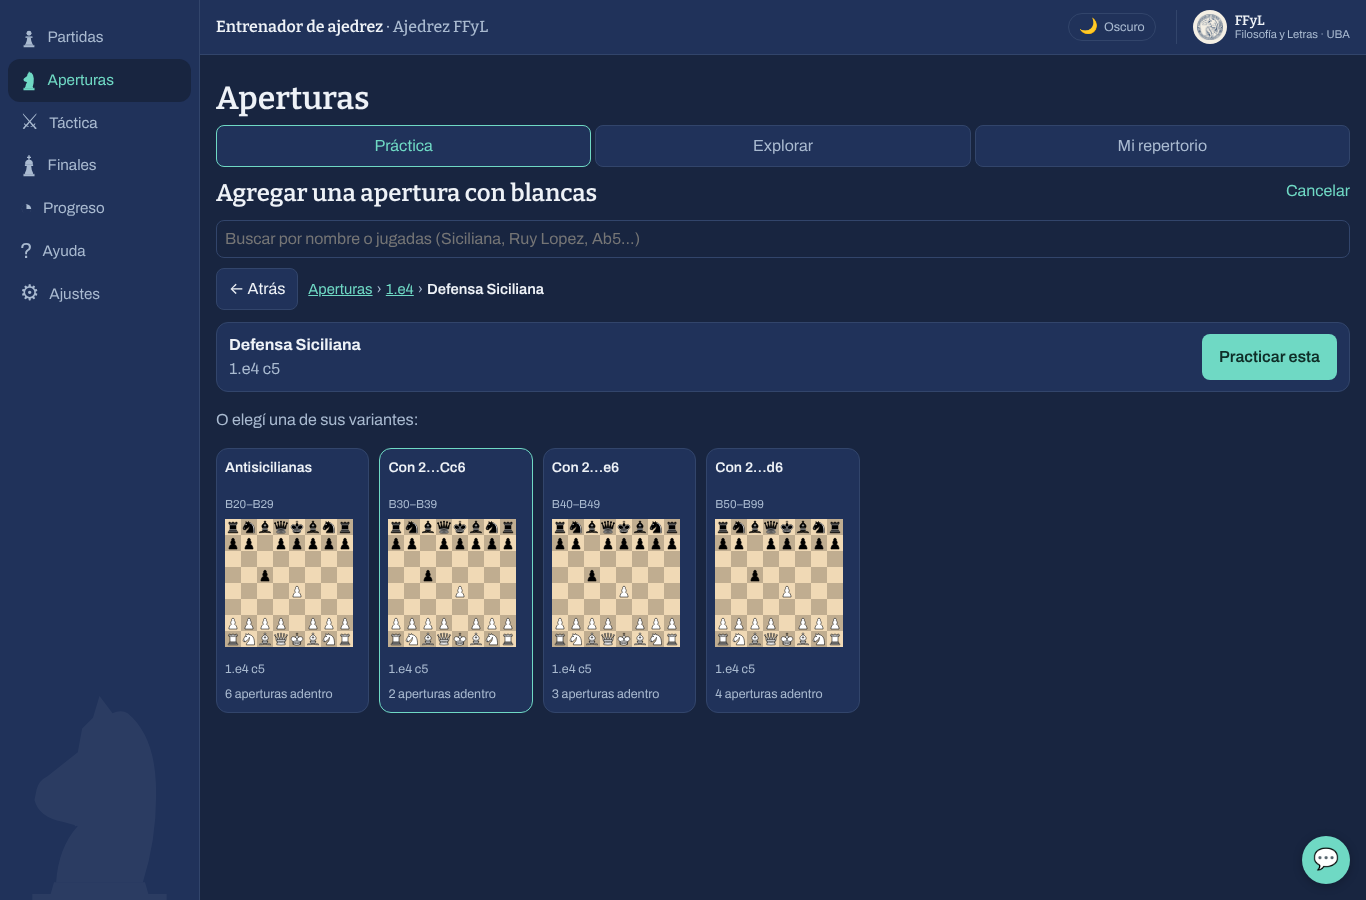 Partidas
Aperturas
Táctica
Finales
Progreso
? Ayuda
Ajustes
Entrenador de ajedrez · Ajedrez FFyL
Oscuro
FFyL
Filosofía y Letras · UBA
Aperturas
Práctica
Explorar
Mi repertorio
Agregar una apertura con blancas
Cancelar
Buscar por nombre o jugadas (Siciliana, Ruy Lopez, Ab5...)
← Atrás
Aperturas › 1.e4 › Defensa Siciliana
Defensa Siciliana
1.e4 c5
Practicar esta
O elegí una de sus variantes:
Antisicilianas
B20–B29
1.e4 c5
6 aperturas adentro
Con 2...Cc6
B30–B39
1.e4 c5
2 aperturas adentro
Con 2...e6
B40–B49
1.e4 c5
3 aperturas adentro
Con 2...d6
B50–B99
1.e4 c5
4 aperturas adentro